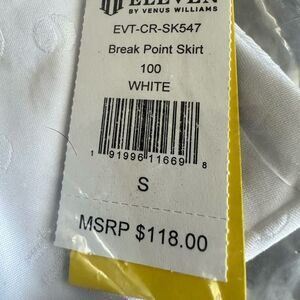 ELEVEN
BY VENUS WILLIAMS
EVT-CR-SK547
Break Point Skirt
100
WHITE
1 91996 11669 8
S
MSRP $118.00